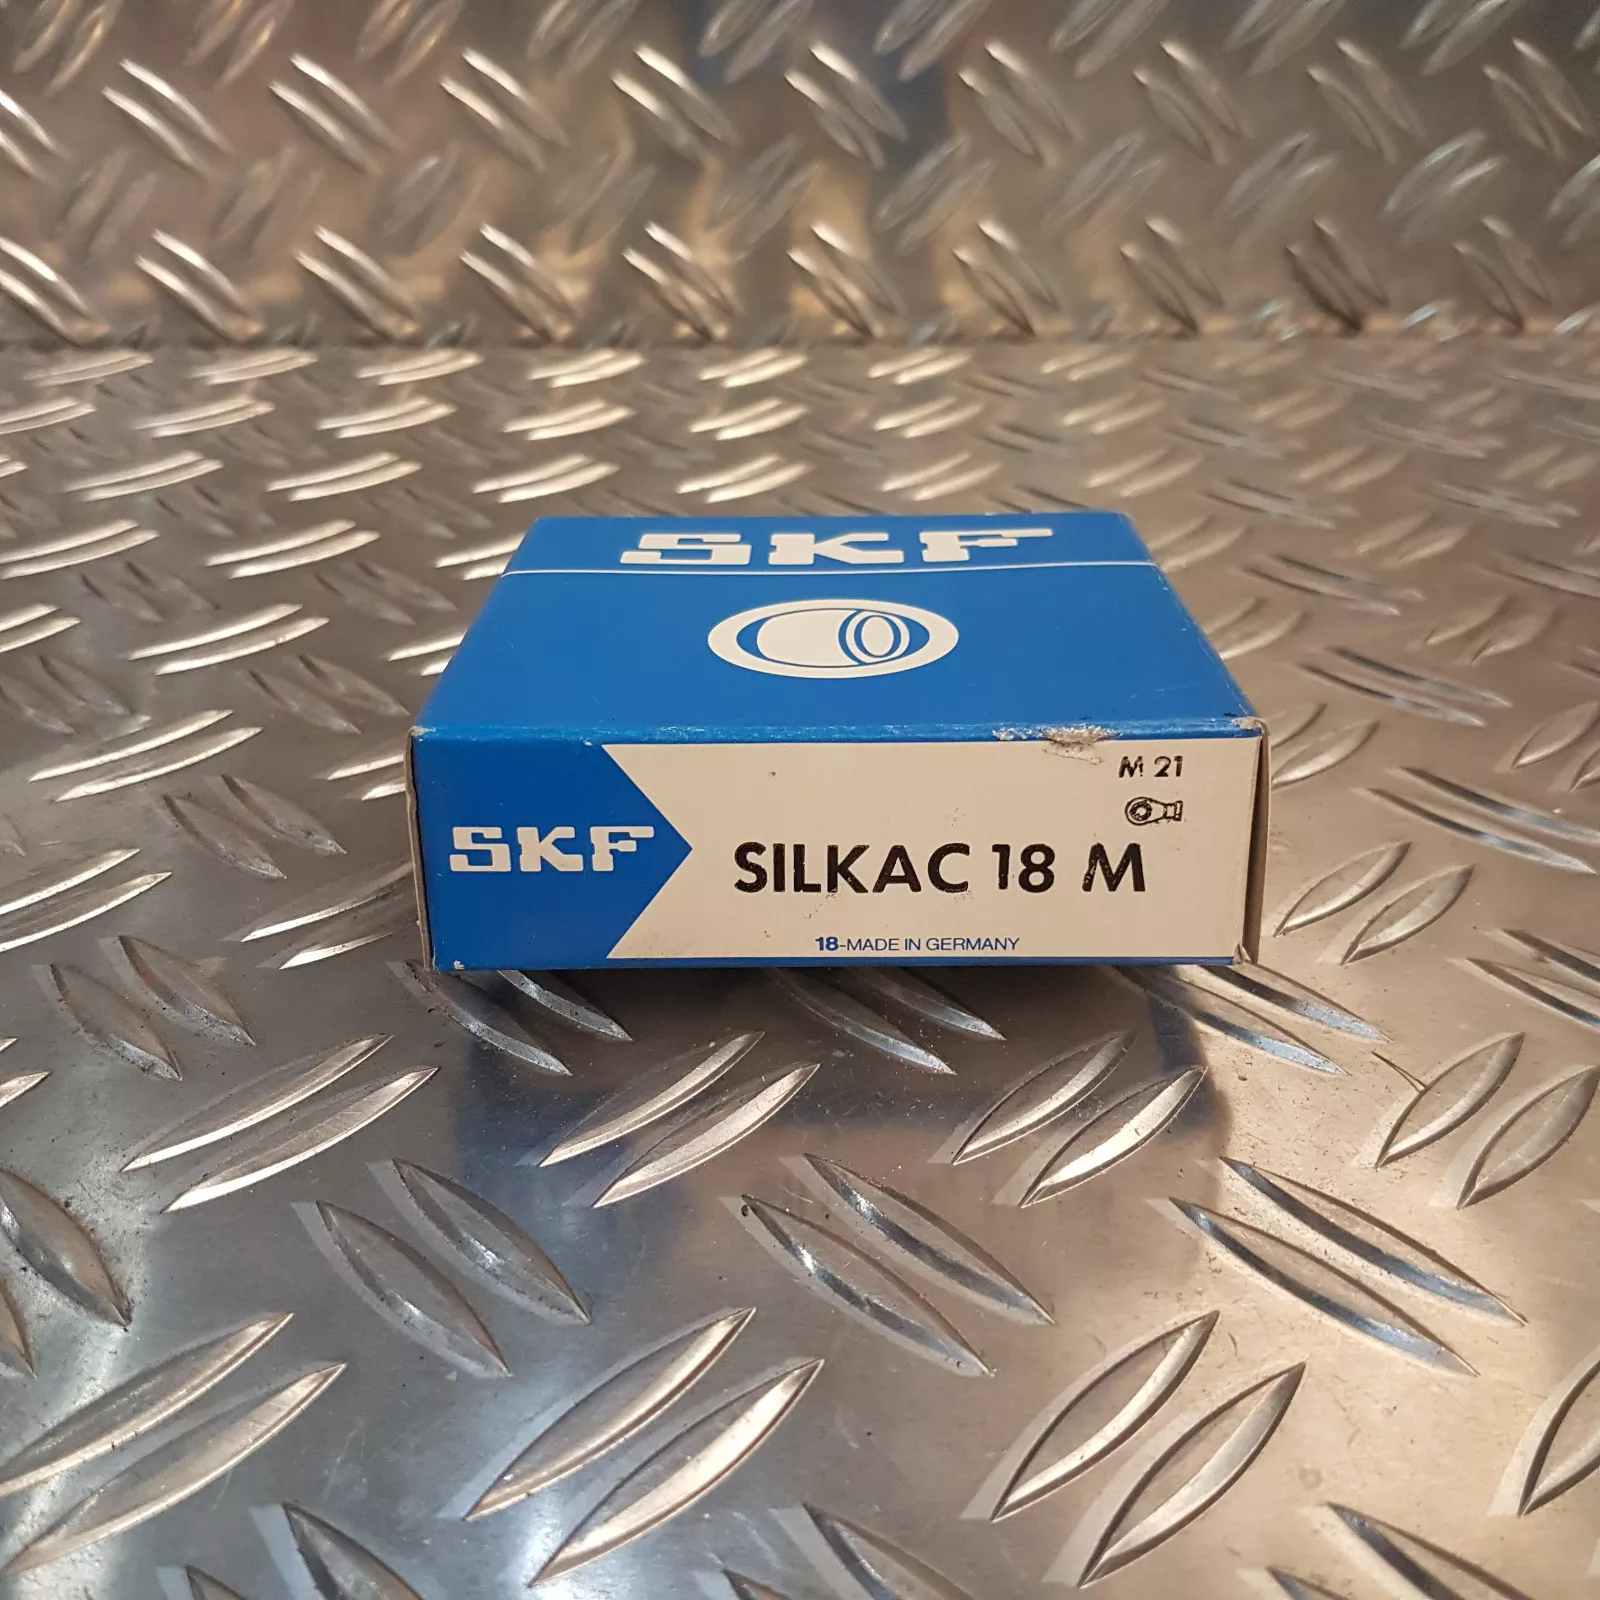 SKF
SKF
M 21
SILKAC 18 M
18-MADE IN GERMANY